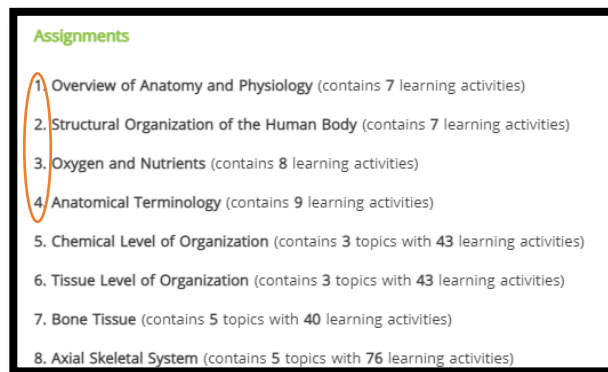 Assignments
1. Overview of Anatomy and Physiology (contains 7 learning activities)
2. Structural Organization of the Human Body (contains 7 learning activities)
3. Oxygen and Nutrients (contains 8 learning activities)
4. Anatomical Terminology (contains 9 learning activities)
5. Chemical Level of Organization (contains 3 topics with 43 learning activities)
6. Tissue Level of Organization (contains 3 topics with 43 learning activities)
7. Bone Tissue (contains 5 topics with 40 learning activities)
8. Axial Skeletal System (contains 5 topics with 76 learning activities)